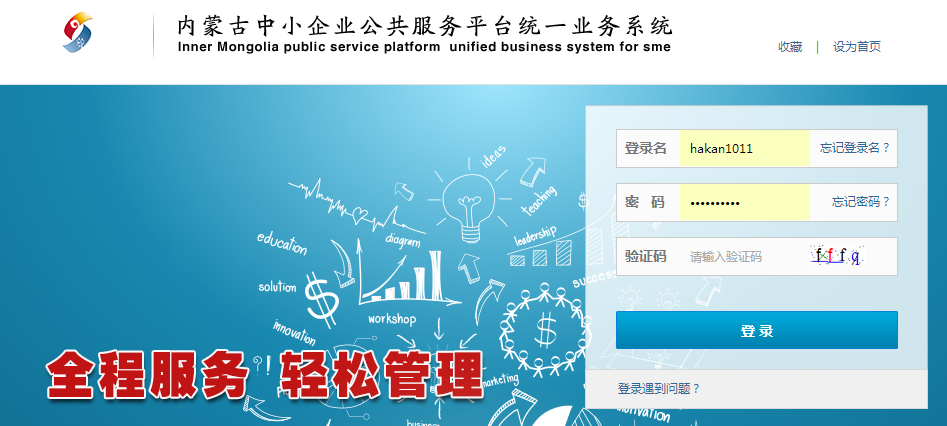 内蒙古中小企业公共服务平台统一业务系统
Inner Mongolia public service platform unified business system for sme
收藏 | 设为首页
登录名 hakan1011 忘记登录名？
密 码 •••••••••• 忘记密码？
验证码 请输入验证码 fffq
登录
登录遇到问题？
ideas
teaching
education
diagram
leadership
solution
success
workshop
innovation
marketing
motivation
全程服务 轻松管理